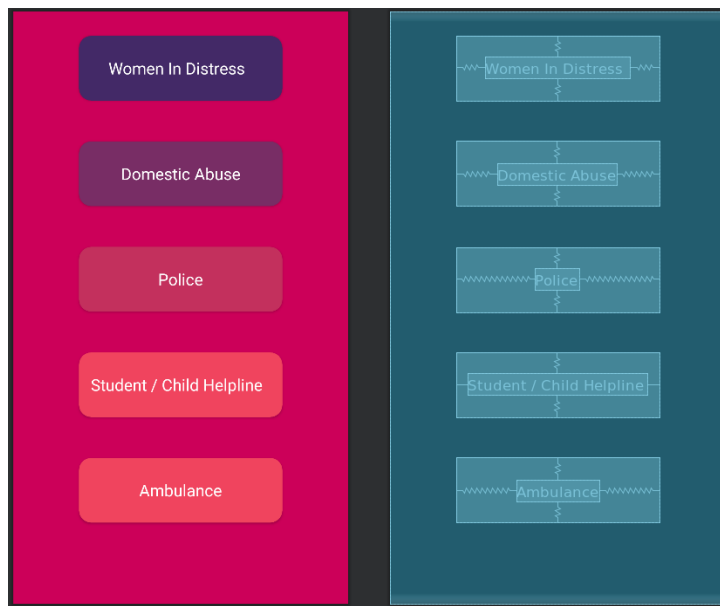 Women In Distress
Domestic Abuse
Police
Student / Child Helpline
Ambulance
Women In Distress
Domestic Abuse
Police
Student / Child Helpline
Ambulance